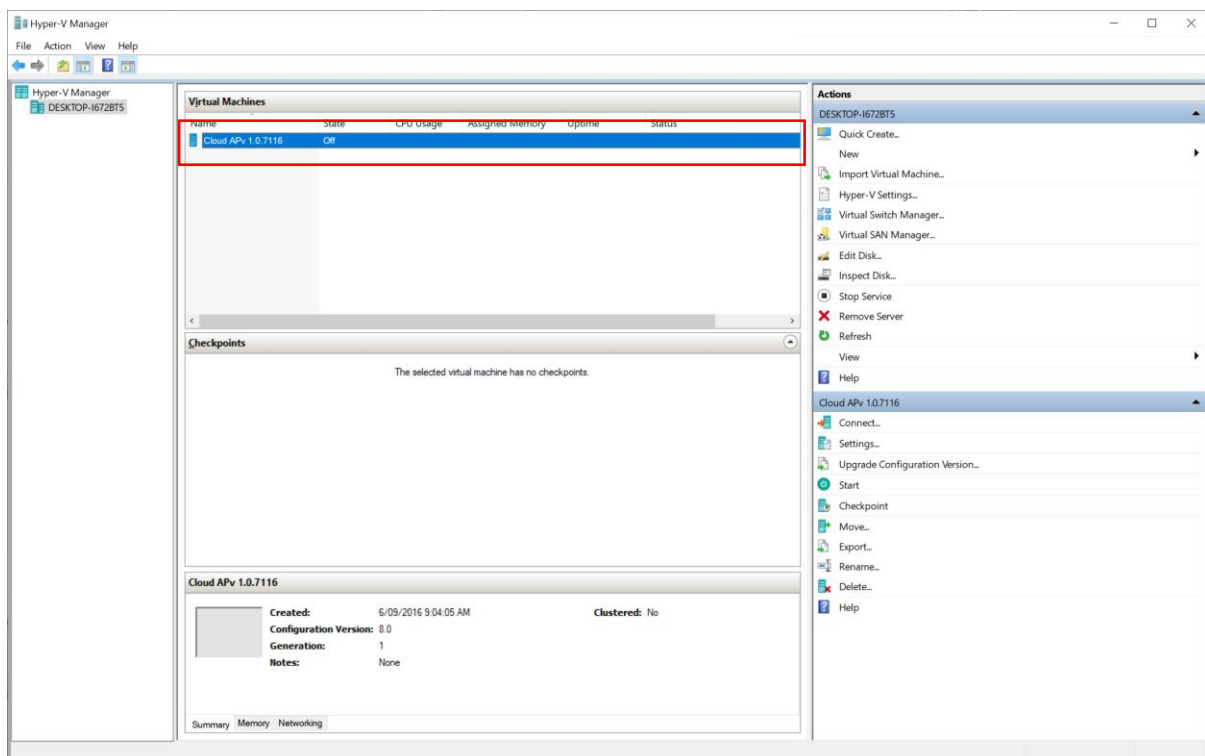 Hyper-V Manager
File Action View Help
Hyper-V Manager
DESKTOP-I672BT5
Virtual Machines
Name State CPU Usage Assigned Memory Uptime Status
Cloud APv 1.0.7116 Off
Checkpoints
The selected virtual machine has no checkpoints.
Cloud APv 1.0.7116
Created: 6/09/2016 9:04:05 AM Clustered: No
Configuration Version: 8.0
Generation: 1
Notes: None
Summary Memory Networking
Actions
DESKTOP-I672BT5
Quick Create...
New
Import Virtual Machine...
Hyper-V Settings...
Virtual Switch Manager...
Virtual SAN Manager...
Edit Disk...
Inspect Disk...
Stop Service
Remove Server
Refresh
View
Help
Cloud APv 1.0.7116
Connect...
Settings...
Upgrade Configuration Version...
Start
Checkpoint
Move...
Export...
Rename...
Delete...
Help